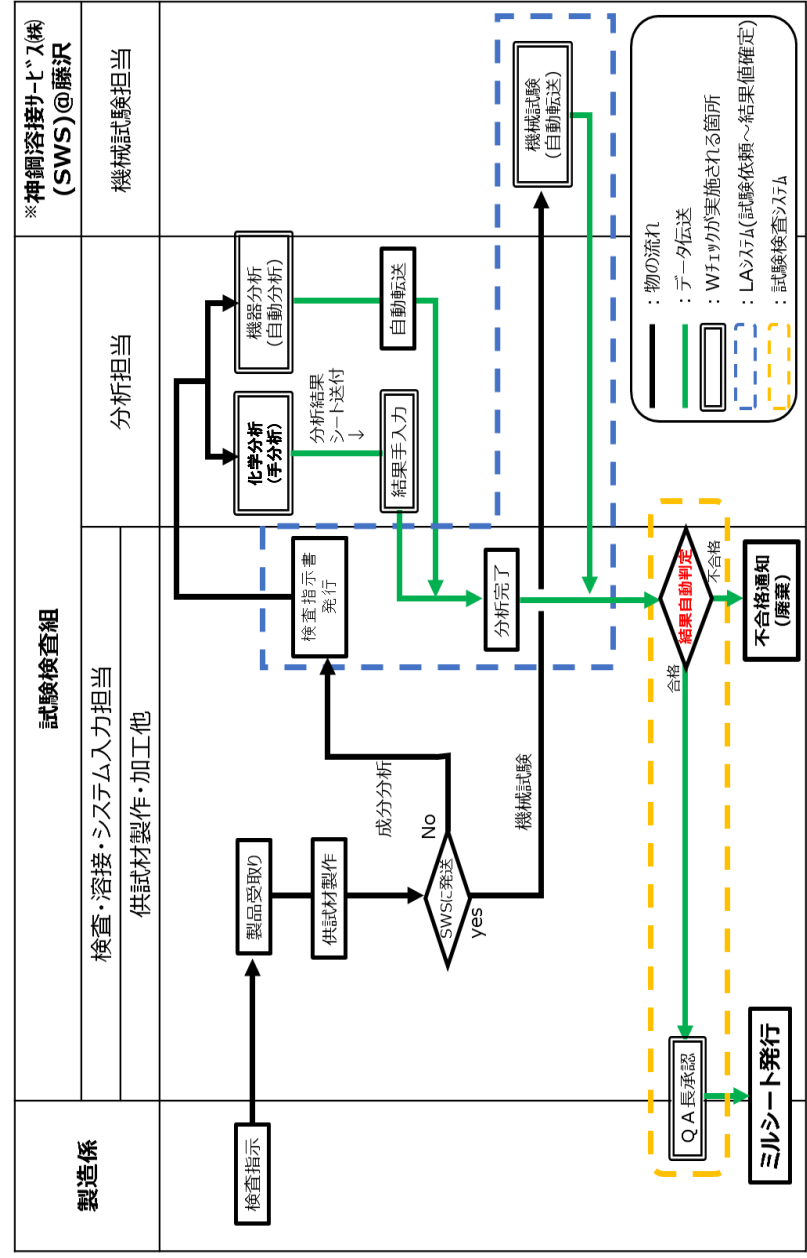 製造係
試験検査組
※神鋼溶接ｻｰﾋﾞｽ㈱
(SWS)@藤沢
検査・溶接・システム入力担当
分析担当
機械試験担当
供試材製作・加工他
検査指示
製品受取り
供試材製作
SWSに発送
yes
No
成分分析
機械試験
検査指示書
発行
化学分析
(手分析)
機器分析
(自動分析)
分析結果
シート送付
↓
結果手入力
自動転送
分析完了
機械試験
(自動転送)
結果自動判定
合格
不合格
QA長承認
ミルシート発行
不合格通知
(廃棄)
：物の流れ
：データ伝送
：Wﾁｪｯｸが実施される箇所
：LAｼｽﾃﾑ(試験依頼～結果値確定)
：試験検査ｼｽﾃﾑ